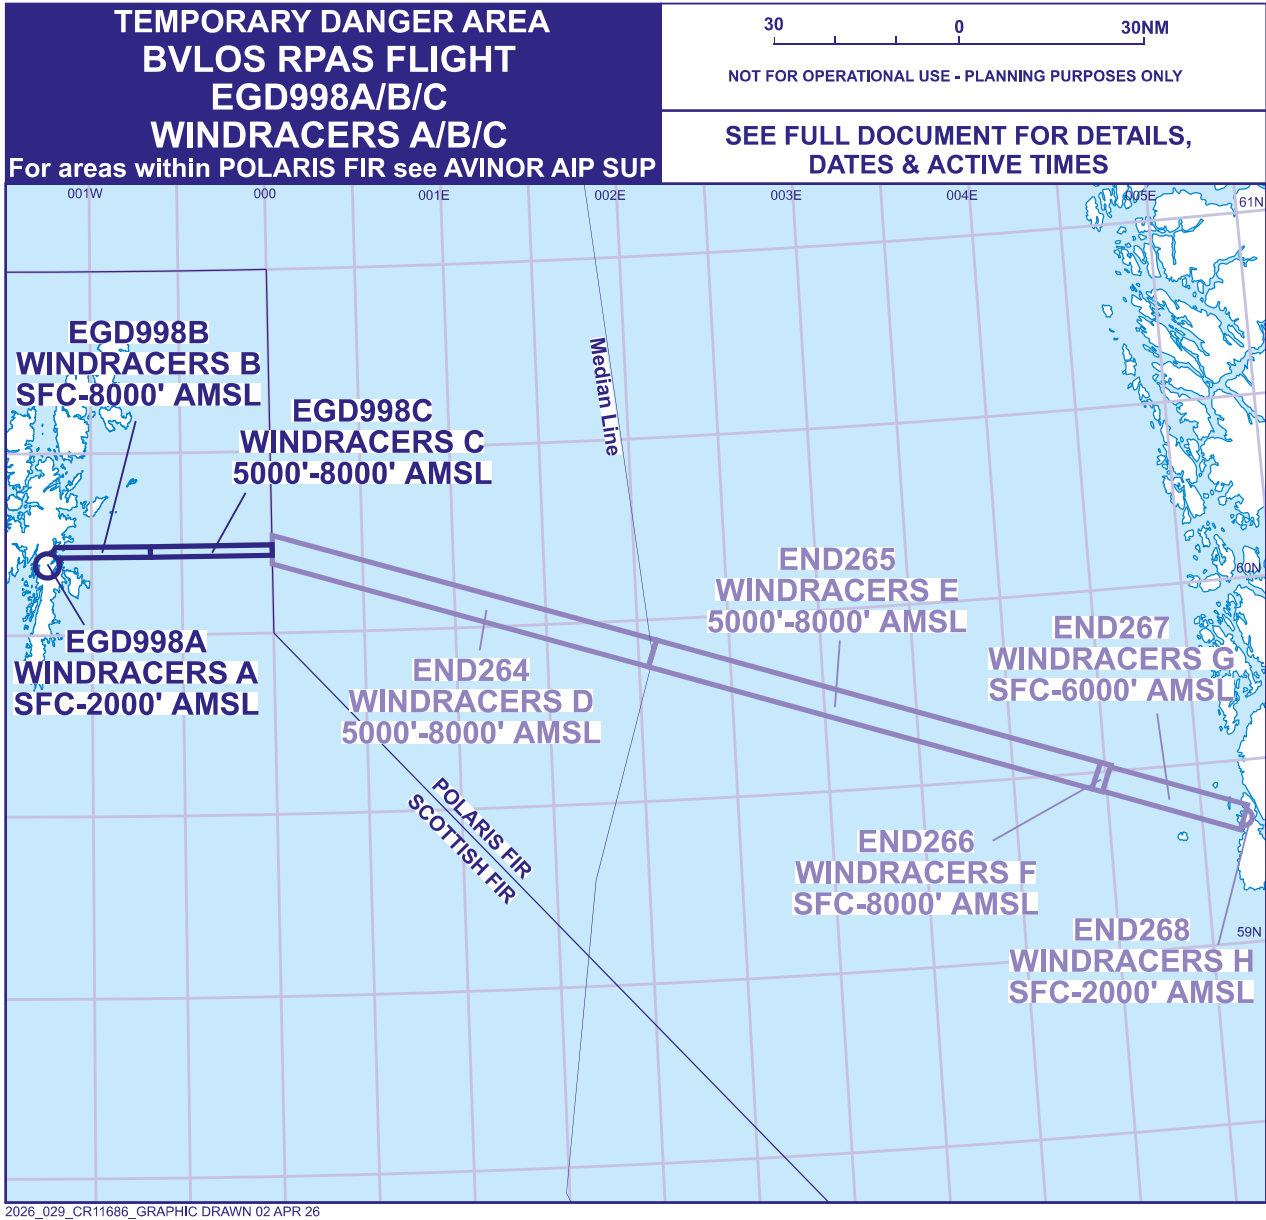 TEMPORARY DANGER AREA
BVLOS RPAS FLIGHT
EGD998A/B/C
WINDRACERS A/B/C
For areas within POLARIS FIR see AVINOR AIP SUP
30 0 30NM
NOT FOR OPERATIONAL USE - PLANNING PURPOSES ONLY
SEE FULL DOCUMENT FOR DETAILS,
DATES & ACTIVE TIMES
001W 000 001E 002E 003E 004E 005E
61N
EGD998B
WINDRACERS B
SFC-8000' AMSL
EGD998C
WINDRACERS C
5000'-8000' AMSL
Median Line
EGD998A
WINDRACERS A
SFC-2000' AMSL
END264
WINDRACERS D
5000'-8000' AMSL
END265
WINDRACERS E
5000'-8000' AMSL
60N
END267
WINDRACERS G
SFC-6000' AMSL
POLARIS FIR
SCOTTISH FIR
END266
WINDRACERS F
SFC-8000' AMSL
END268
WINDRACERS H
SFC-2000' AMSL
59N
2026_029_CR11686_GRAPHIC DRAWN 02 APR 26